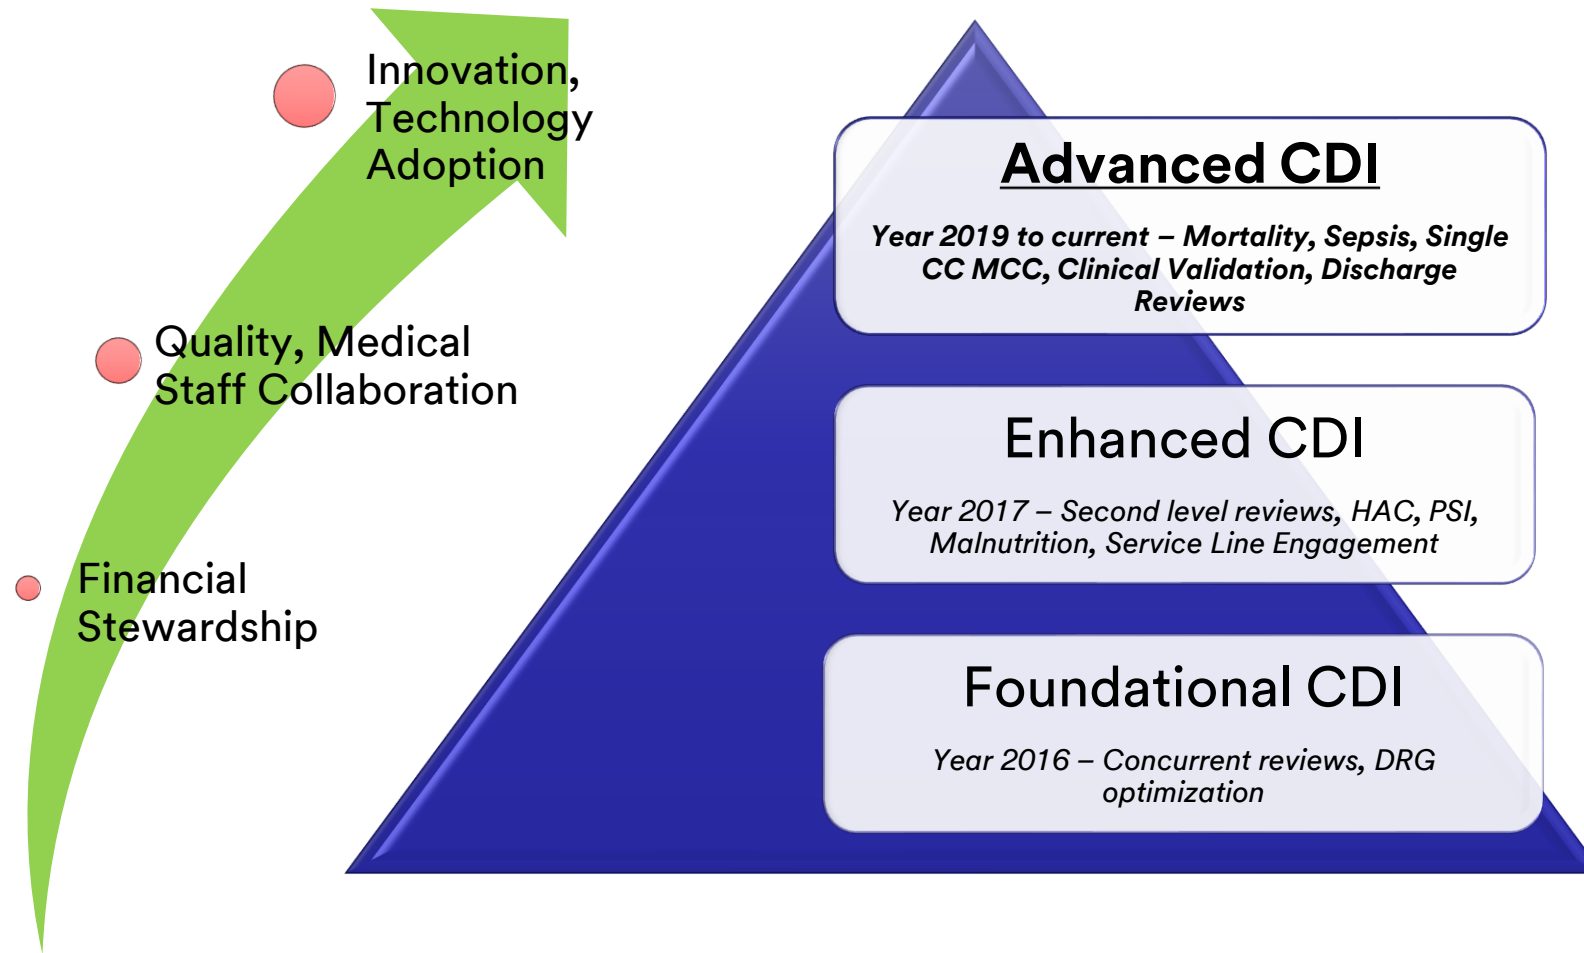 Innovation,
Technology
Adoption
Quality, Medical
Staff Collaboration
Financial
Stewardship
Advanced CDI
Year 2019 to current – Mortality, Sepsis, Single
CC MCC, Clinical Validation, Discharge
Reviews
Enhanced CDI
Year 2017 – Second level reviews, HAC, PSI,
Malnutrition, Service Line Engagement
Foundational CDI
Year 2016 – Concurrent reviews, DRG
optimization